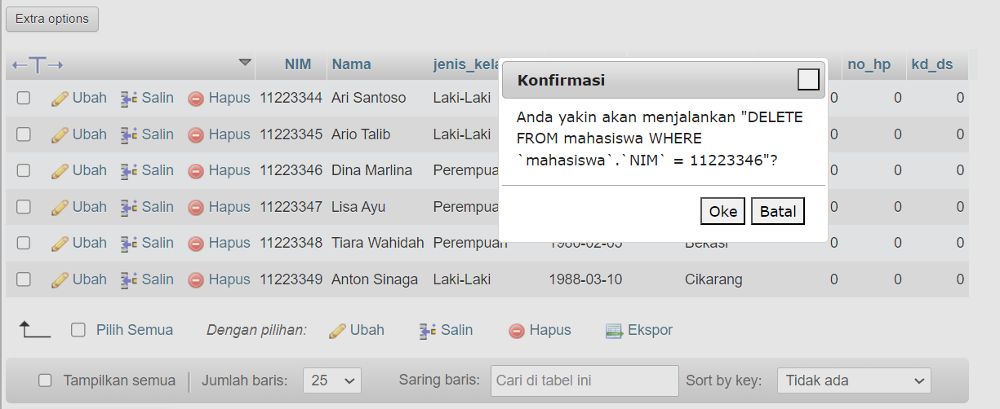 Extra options
NIM Nama jenis_kela no_hp kd_ds
Konfirmasi
Anda yakin akan menjalankan "DELETE
FROM mahasiswa WHERE
`mahasiswa`.`NIM` = 11223346"?
Oke Batal
Ubah Salin Hapus 11223344 Ari Santoso Laki-Laki 0 0 0
Ubah Salin Hapus 11223345 Ario Talib Laki-Laki 0 0 0
Ubah Salin Hapus 11223346 Dina Marlina Perempua 0 0 0
Ubah Salin Hapus 11223347 Lisa Ayu Perempua 0 0 0
Ubah Salin Hapus 11223348 Tiara Wahidah Perempuan Bekasi 0 0 0
Ubah Salin Hapus 11223349 Anton Sinaga Laki-Laki 1988-03-10 Cikarang 0 0 0
Pilih Semua Dengan pilihan: Ubah Salin Hapus Ekspor
Tampilkan semua Jumlah baris: 25 Saring baris: Cari di tabel ini Sort by key: Tidak ada